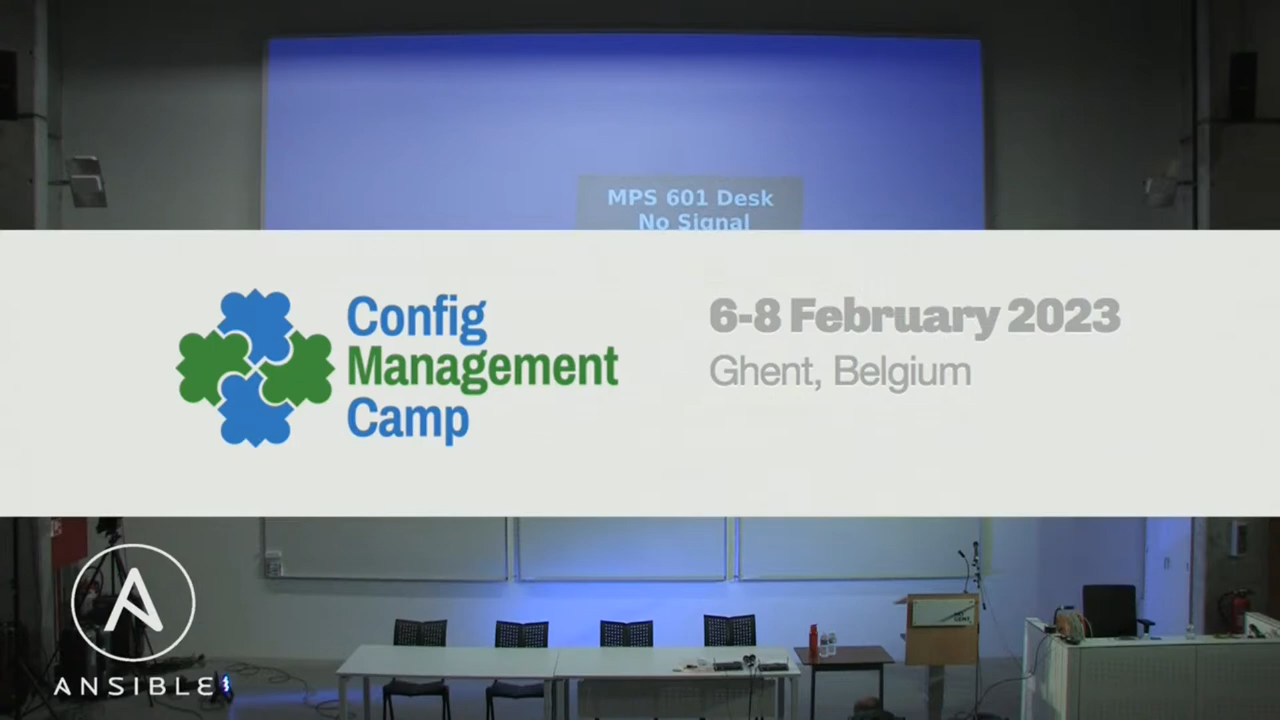 MPS 601 Desk
No Signal
Config
Management
Camp
6-8 February 2023
Ghent, Belgium
ANSIBLE